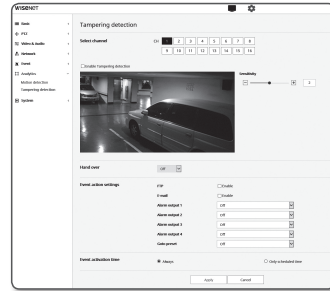 WISENET
Basic
PTZ
Video & Audio
Network
Event
Analytics
Motion detection
Tampering detection
System
Tampering detection
Select channel
CH 1 2 3 4 5 6 7 8
9 10 11 12 13 14 15 16
Enable Tampering detection
Sensitivity
Hand over
Off
Event action settings
FTP
Enable
E-mail
Enable
Alarm output 1
Off
Alarm output 2
Off
Alarm output 3
Off
Alarm output 4
Off
Goto preset
Off
Event activation time
Always
Only scheduled time
Apply
Cancel